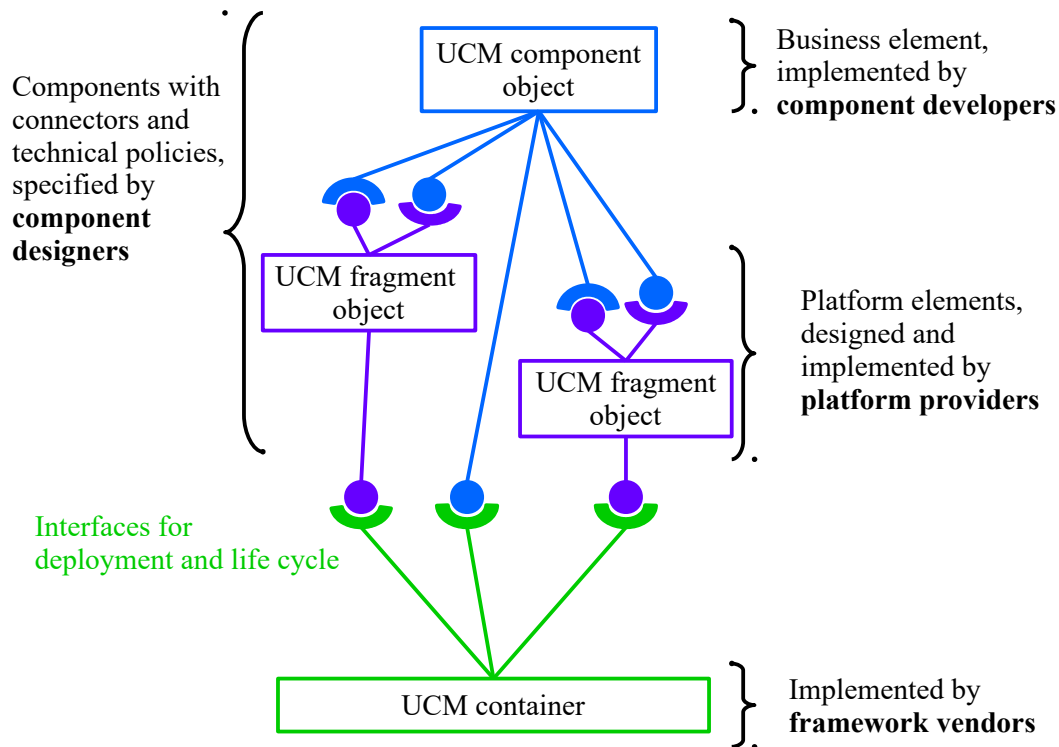 UCM component
object
Business element,
implemented by
component developers
Components with
connectors and
technical policies,
specified by
component
designers
UCM fragment
object
Platform elements,
designed and
implemented by
platform providers
UCM fragment
object
Interfaces for
deployment and life cycle
UCM container
Implemented by
framework vendors